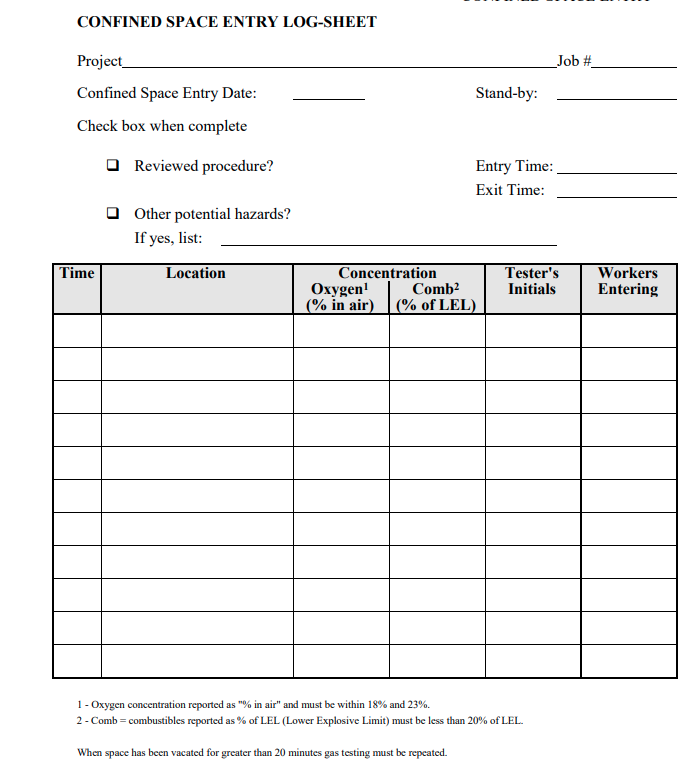 CONFINED SPACE ENTRY LOG-SHEET
Project Job #
Confined Space Entry Date: Stand-by:
Check box when complete
❑ Reviewed procedure? Entry Time:
Exit Time:
❑ Other potential hazards?
If yes, list:
Time Location Concentration Tester's Workers
Oxygen¹ Comb² Initials Entering
(% in air) (% of LEL)
1 - Oxygen concentration reported as "% in air" and must be within 18% and 23%.
2 - Comb = combustibles reported as % of LEL (Lower Explosive Limit) must be less than 20% of LEL.
When space has been vacated for greater than 20 minutes gas testing must be repeated.